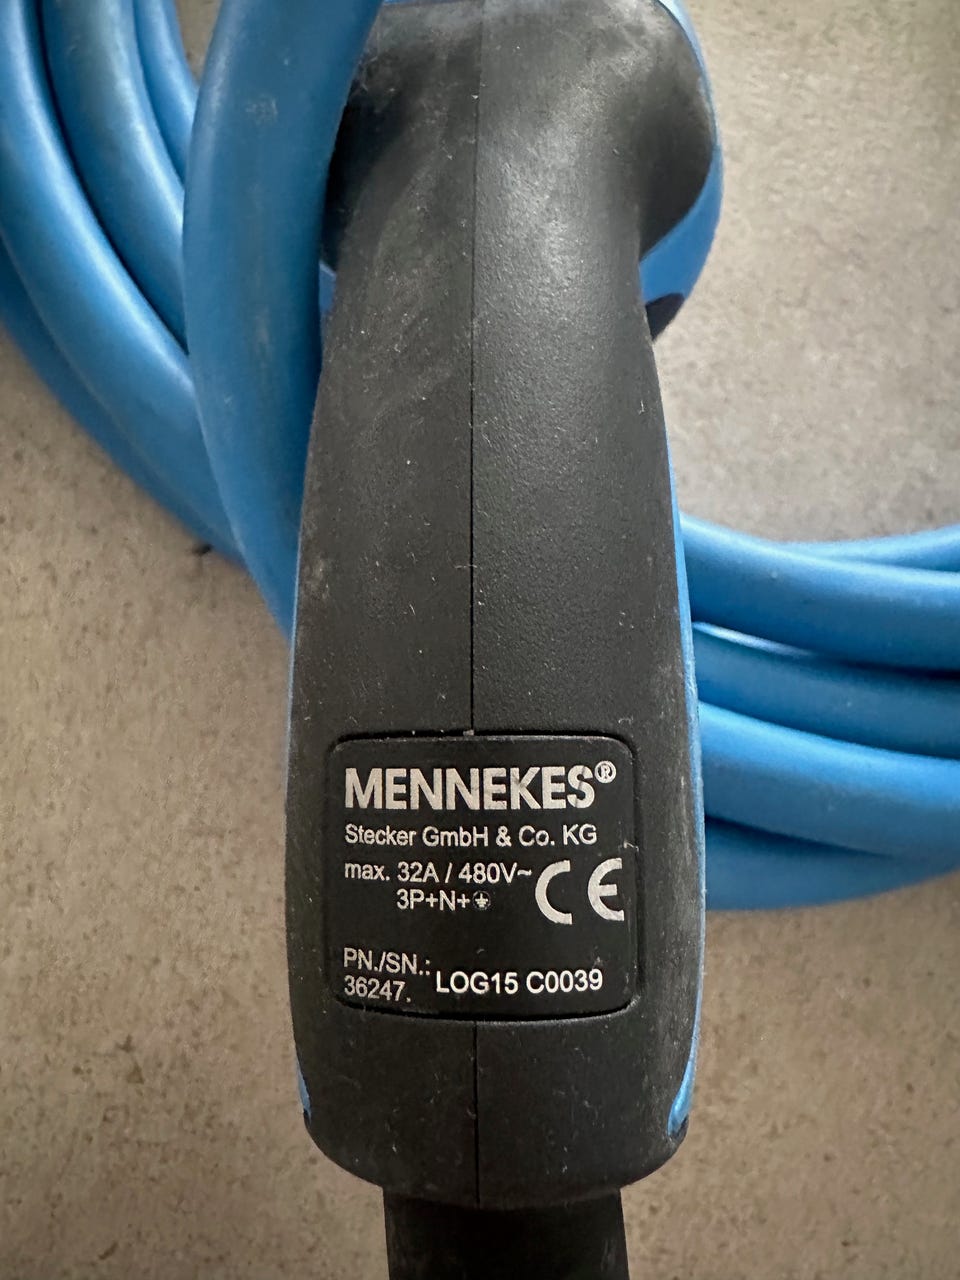 MENNEKES®
Stecker GmbH & Co. KG
max. 32A / 480V~
3P+N+⏚
CE
PN./SN.:
36247. LOG15 C0039